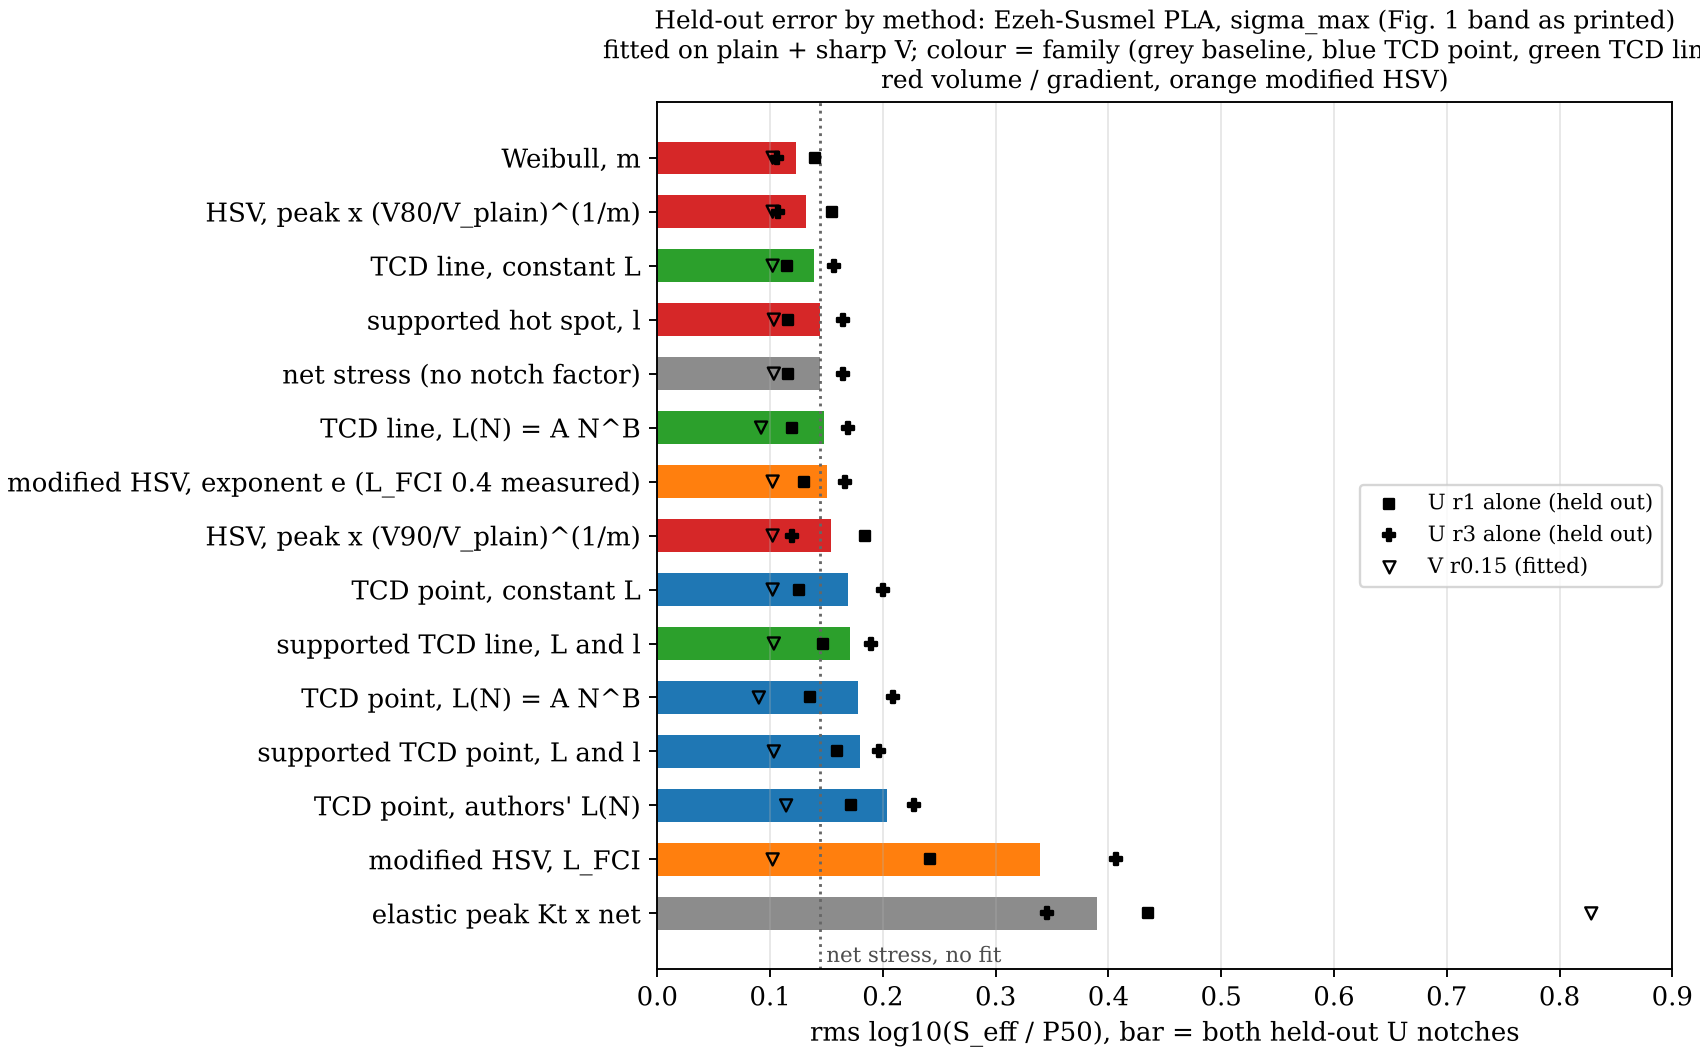 Held-out error by method: Ezeh-Susmel PLA, sigma_max (Fig. 1 band as printed)
fitted on plain + sharp V; colour = family (grey baseline, blue TCD point, green TCD lin
red volume / gradient, orange modified HSV)
Weibull, m
HSV, peak x (V80/V_plain)^(1/m)
TCD line, constant L
supported hot spot, l
net stress (no notch factor)
TCD line, L(N) = A N^B
modified HSV, exponent e (L_FCI 0.4 measured)
HSV, peak x (V90/V_plain)^(1/m)
TCD point, constant L
supported TCD line, L and l
TCD point, L(N) = A N^B
supported TCD point, L and l
TCD point, authors' L(N)
modified HSV, L_FCI
elastic peak Kt x net
U r1 alone (held out)
U r3 alone (held out)
V r0.15 (fitted)
net stress, no fit
0.0 0.1 0.2 0.3 0.4 0.5 0.6 0.7 0.8 0.9
rms log10(S_eff / P50), bar = both held-out U notches